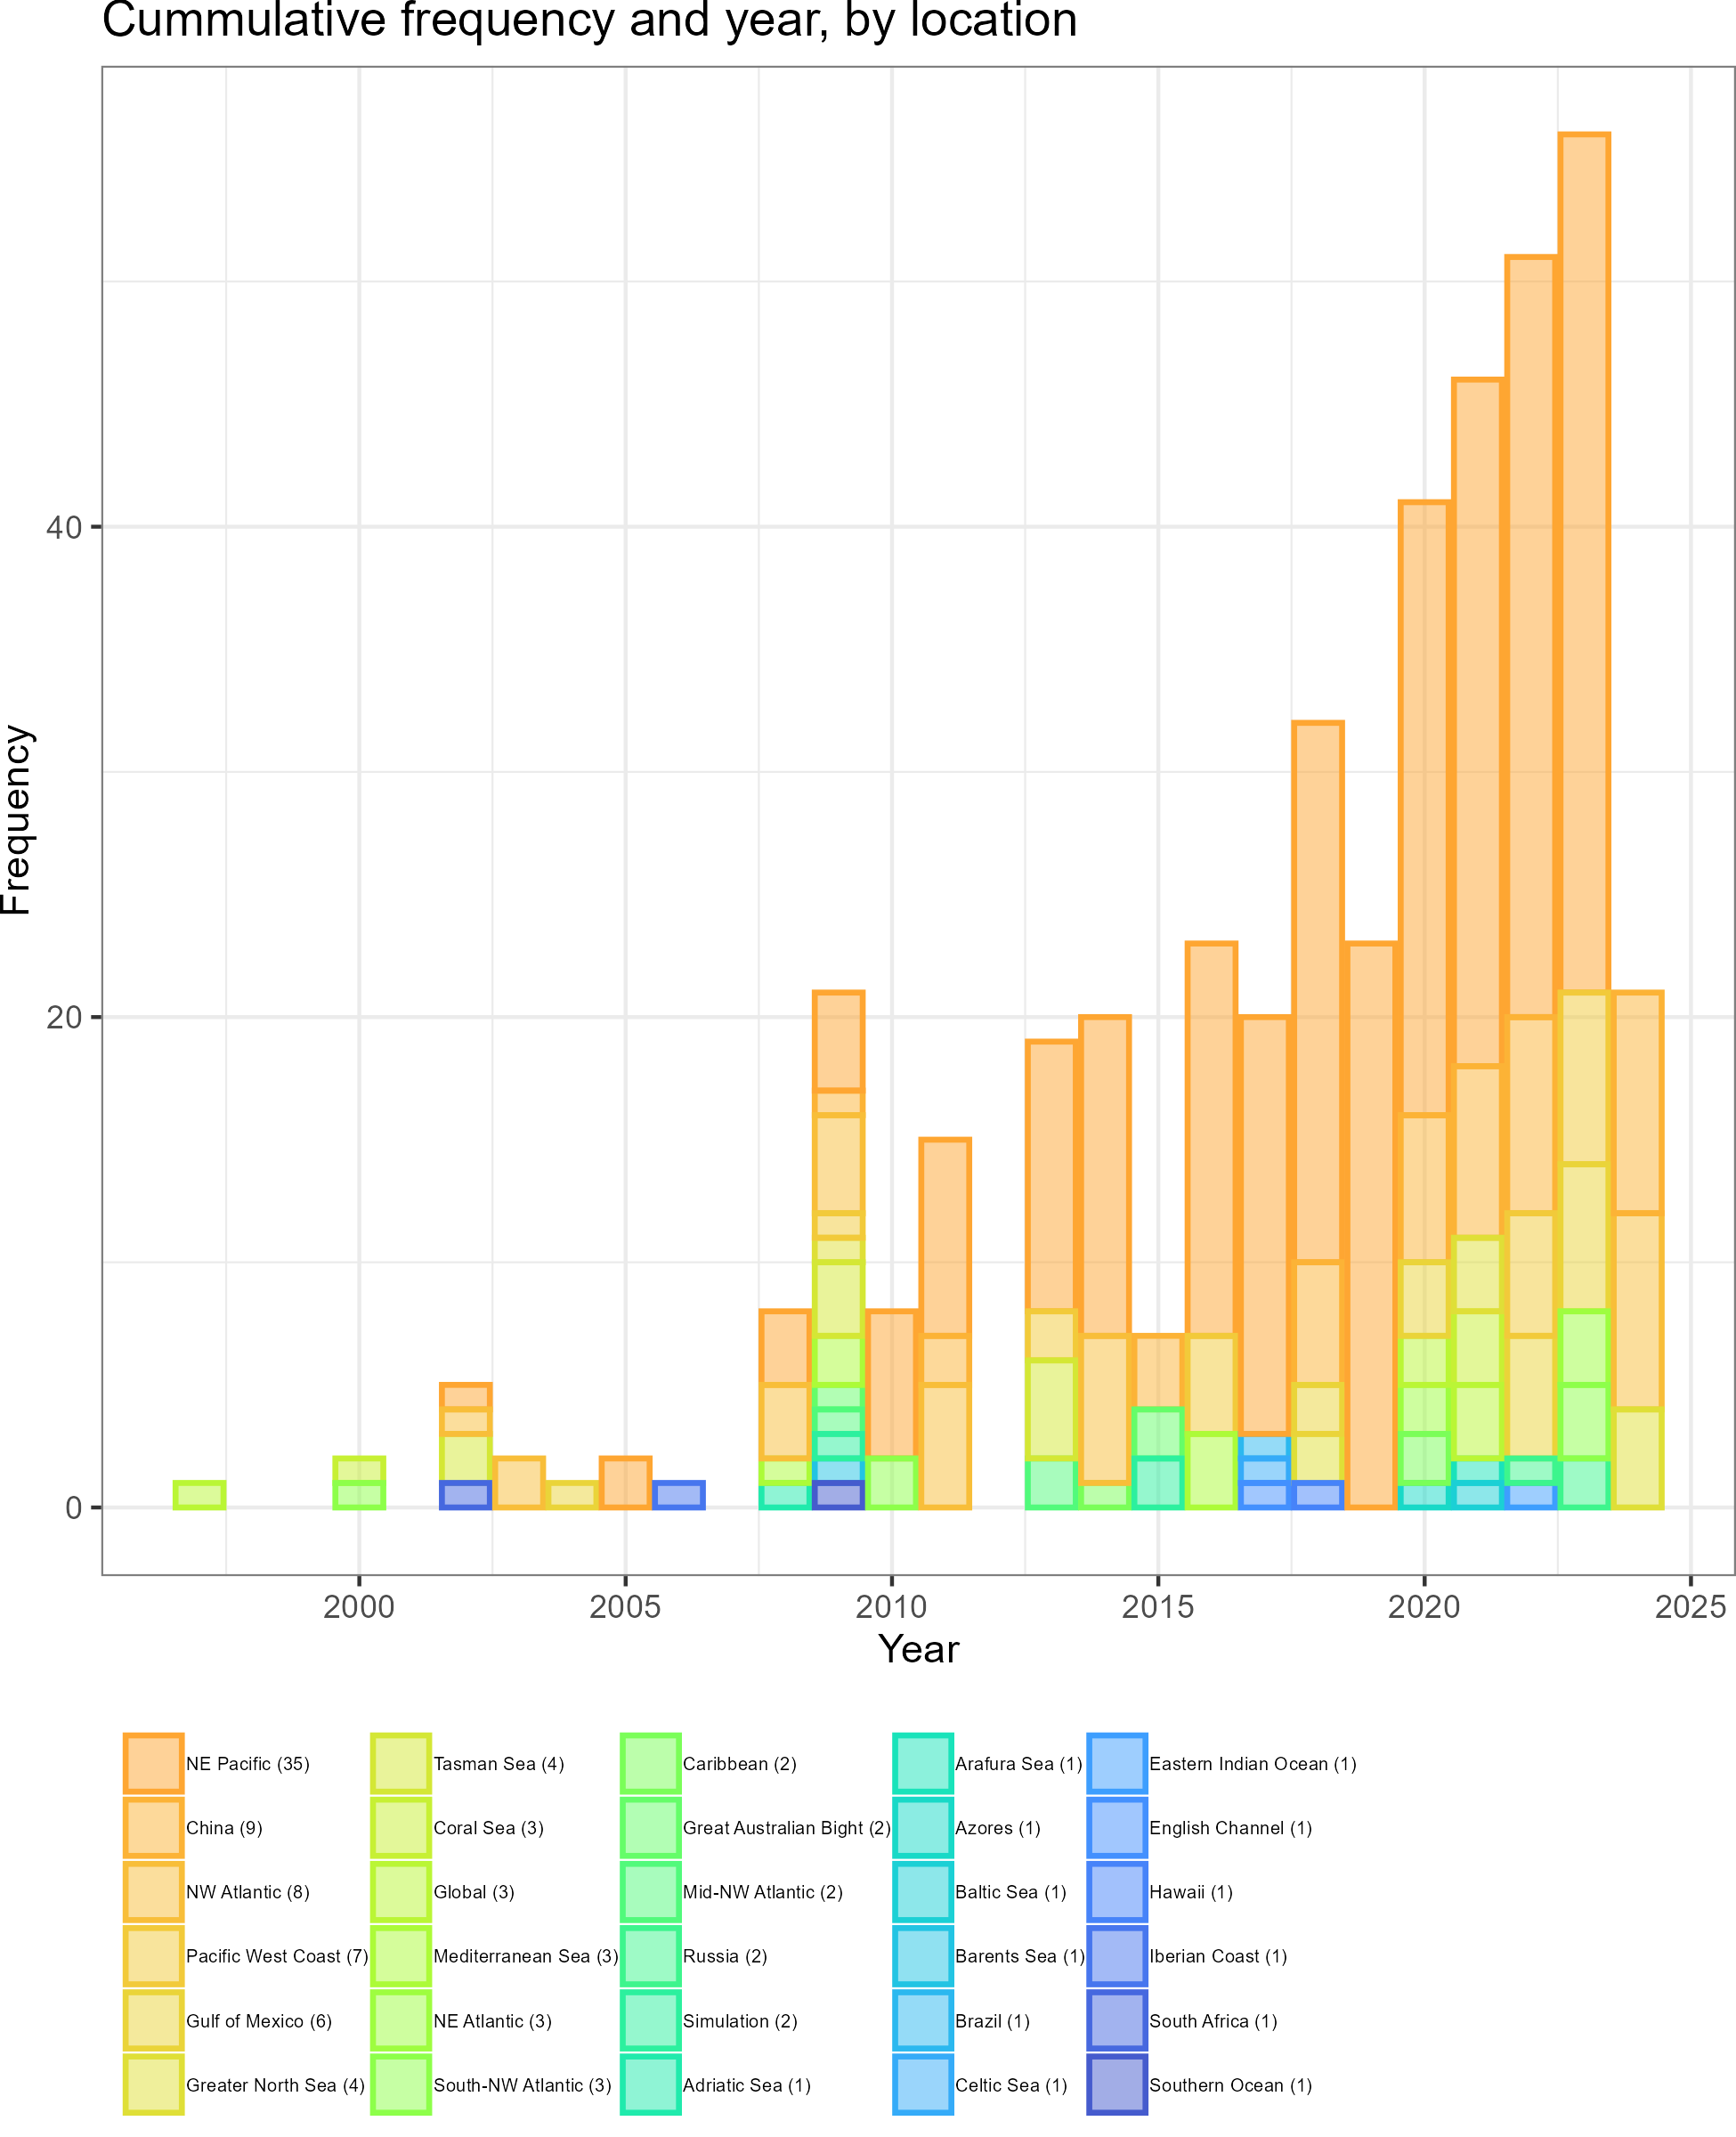 Cummulative frequency and year, by location
Frequency
40
20
0
2000
2005
2010
2015
2020
2025
Year
NE Pacific (35)
China (9)
NW Atlantic (8)
Pacific West Coast (7)
Gulf of Mexico (6)
Greater North Sea (4)
Tasman Sea (4)
Coral Sea (3)
Global (3)
Mediterranean Sea (3)
NE Atlantic (3)
South-NW Atlantic (3)
Caribbean (2)
Great Australian Bight (2)
Mid-NW Atlantic (2)
Russia (2)
Simulation (2)
Adriatic Sea (1)
Arafura Sea (1)
Azores (1)
Baltic Sea (1)
Barents Sea (1)
Brazil (1)
Celtic Sea (1)
Eastern Indian Ocean (1)
English Channel (1)
Hawaii (1)
Iberian Coast (1)
South Africa (1)
Southern Ocean (1)